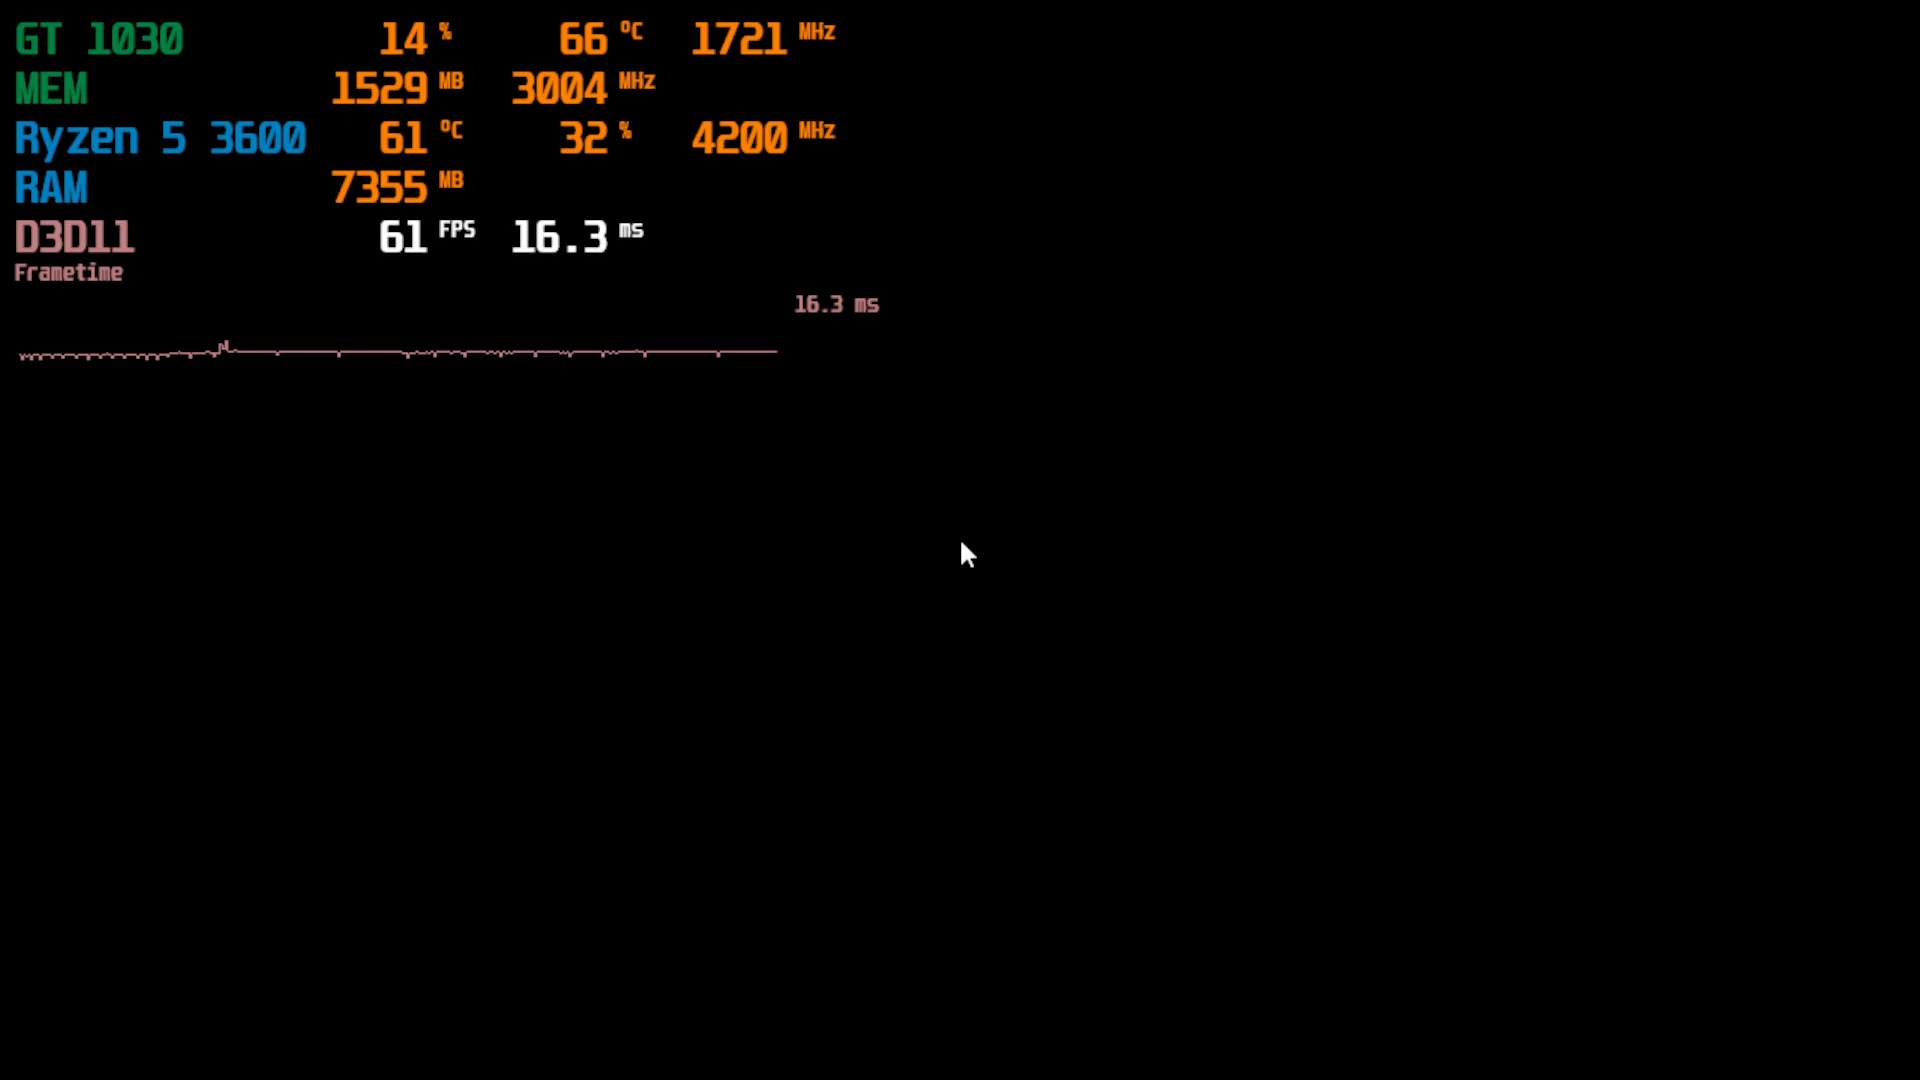 GT 1030 14 % 66 °C 1721 MHz
MEM 1529 MB 3004 MHz
Ryzen 5 3600 61 °C 32 % 4200 MHz
RAM 7355 MB
D3D11 61 FPS 16.3 ms
Frametime
16.3 ms